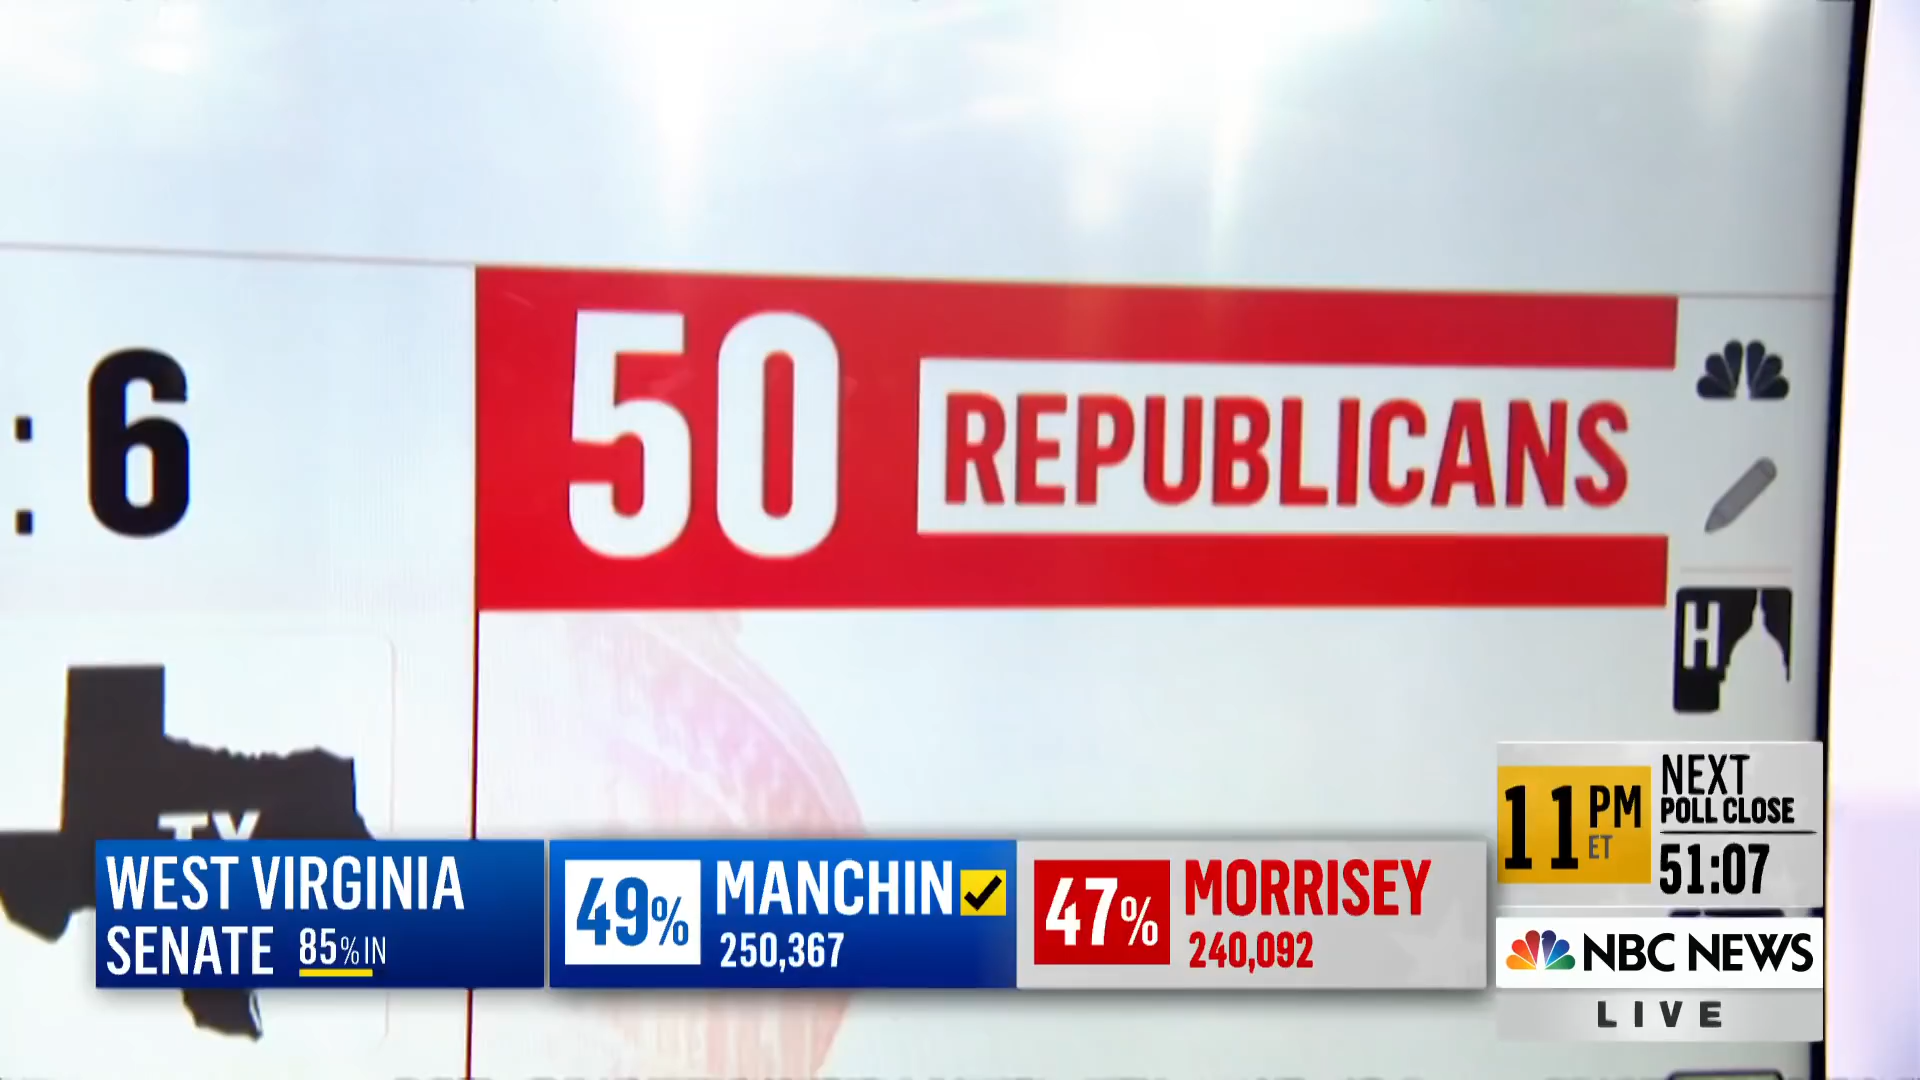 : 6
50 REPUBLICANS
H
TX
WEST VIRGINIA
SENATE 85% IN
49% MANCHIN
250,367
47% MORRISEY
240,092
11 PM ET
NEXT
POLL CLOSE
51:07
NBC NEWS
LIVE